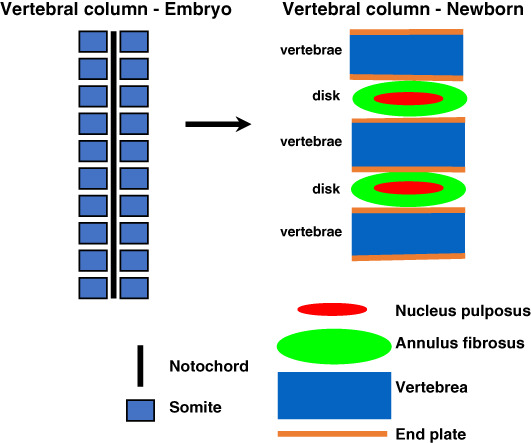 Vertebral column - Embryo
Vertebral column - Newborn
vertebrae
disk
vertebrae
disk
vertebrae
Notochord
Somite
Nucleus pulposus
Annulus fibrosus
Vertebrea
End plate